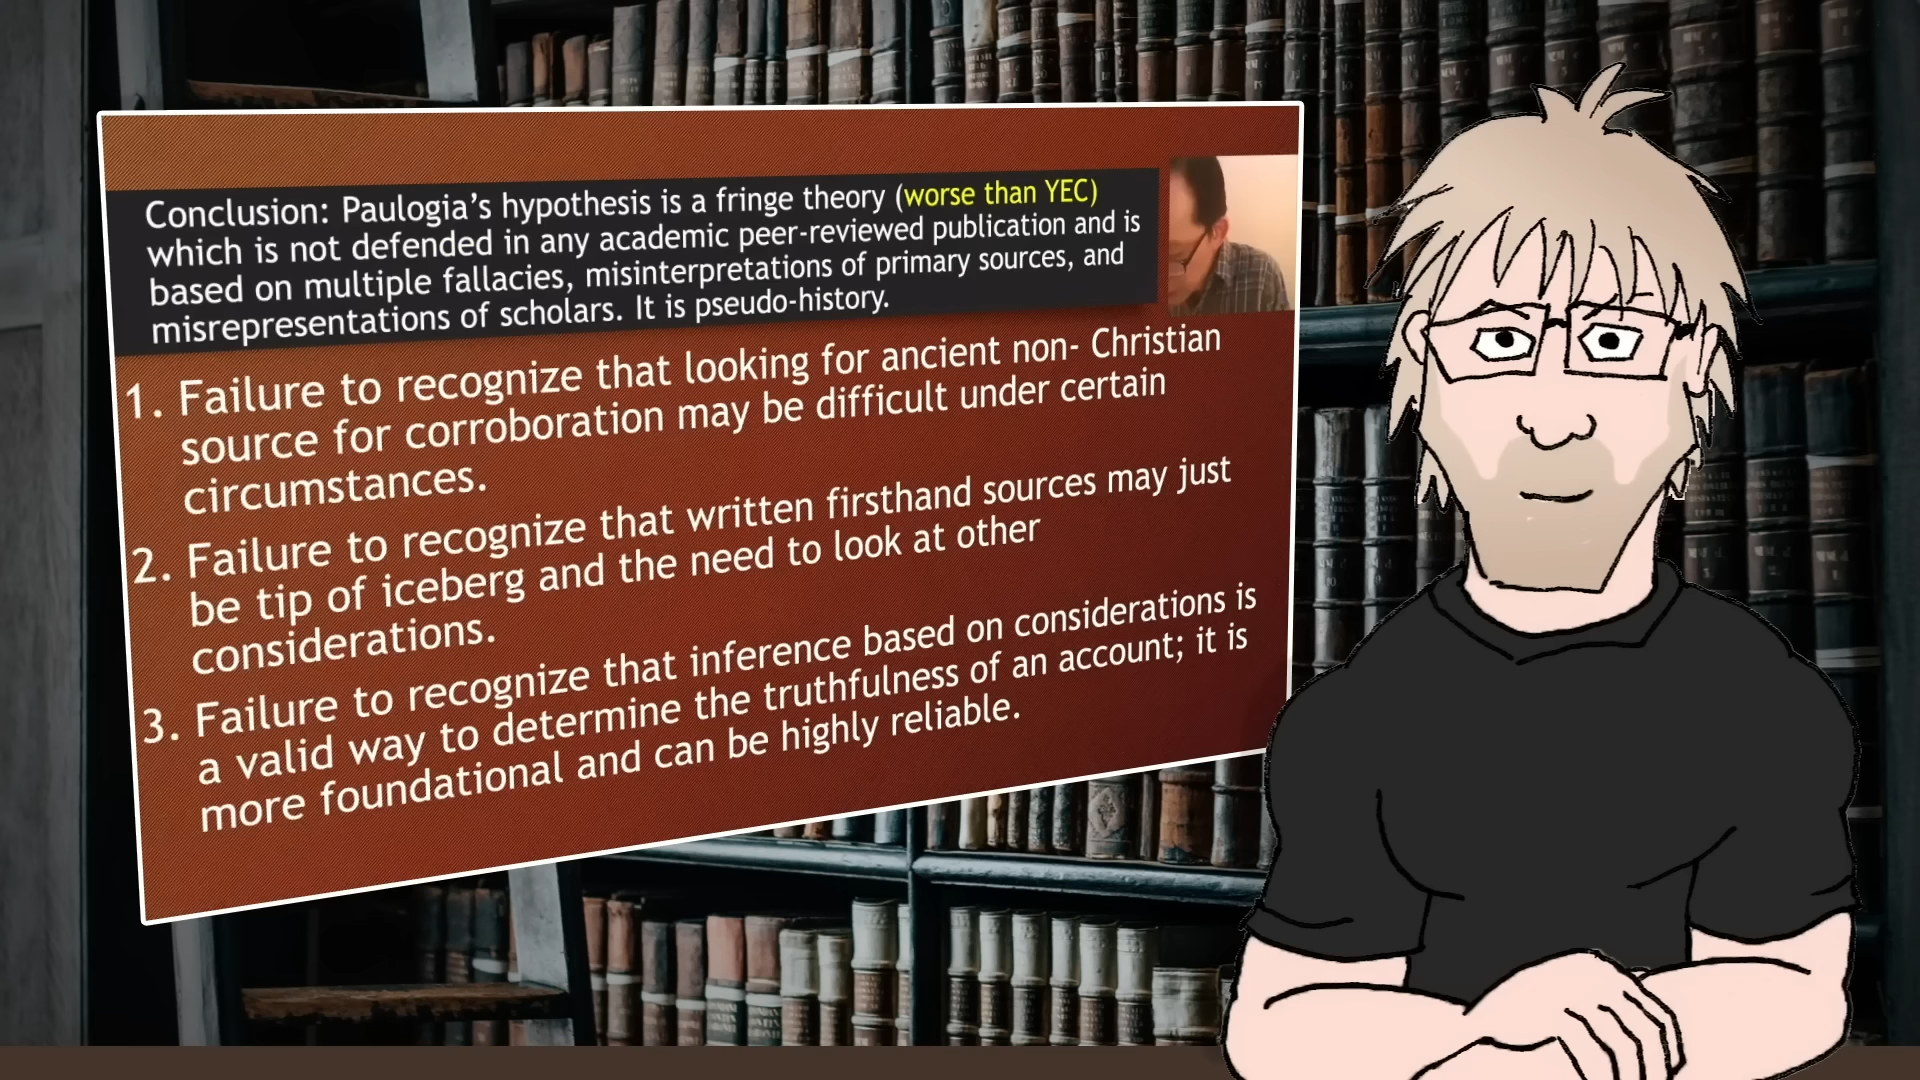 Conclusion: Paulogia's hypothesis is a fringe theory (worse than YEC)
which is not defended in any academic peer-reviewed publication and is
based on multiple fallacies, misinterpretations of primary sources, and
misrepresentations of scholars. It is pseudo-history.
1. Failure to recognize that looking for ancient non- Christian
source for corroboration may be difficult under certain
circumstances.
2. Failure to recognize that written firsthand sources may just
be tip of iceberg and the need to look at other
considerations.
3. Failure to recognize that inference based on considerations is
a valid way to determine the truthfulness of an account; it is
more foundational and can be highly reliable.